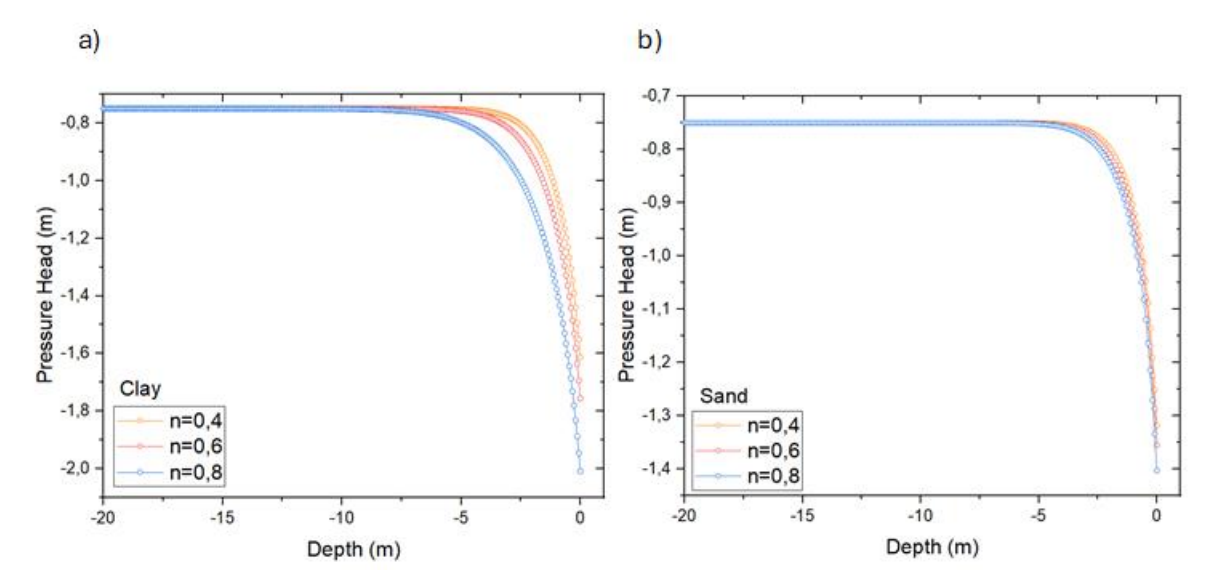 a)
Pressure Head (m)
-0,8
-1,0
-1,2
-1,4
-1,6
-1,8
-2,0
Clay
n=0,4
n=0,6
n=0,8
-20
-15
-10
-5
0
Depth (m)
b)
Pressure Head (m)
-0,7
-0,8
-0,9
-1,0
-1,1
-1,2
-1,3
-1,4
Sand
n=0,4
n=0,6
n=0,8
-20
-15
-10
-5
0
Depth (m)